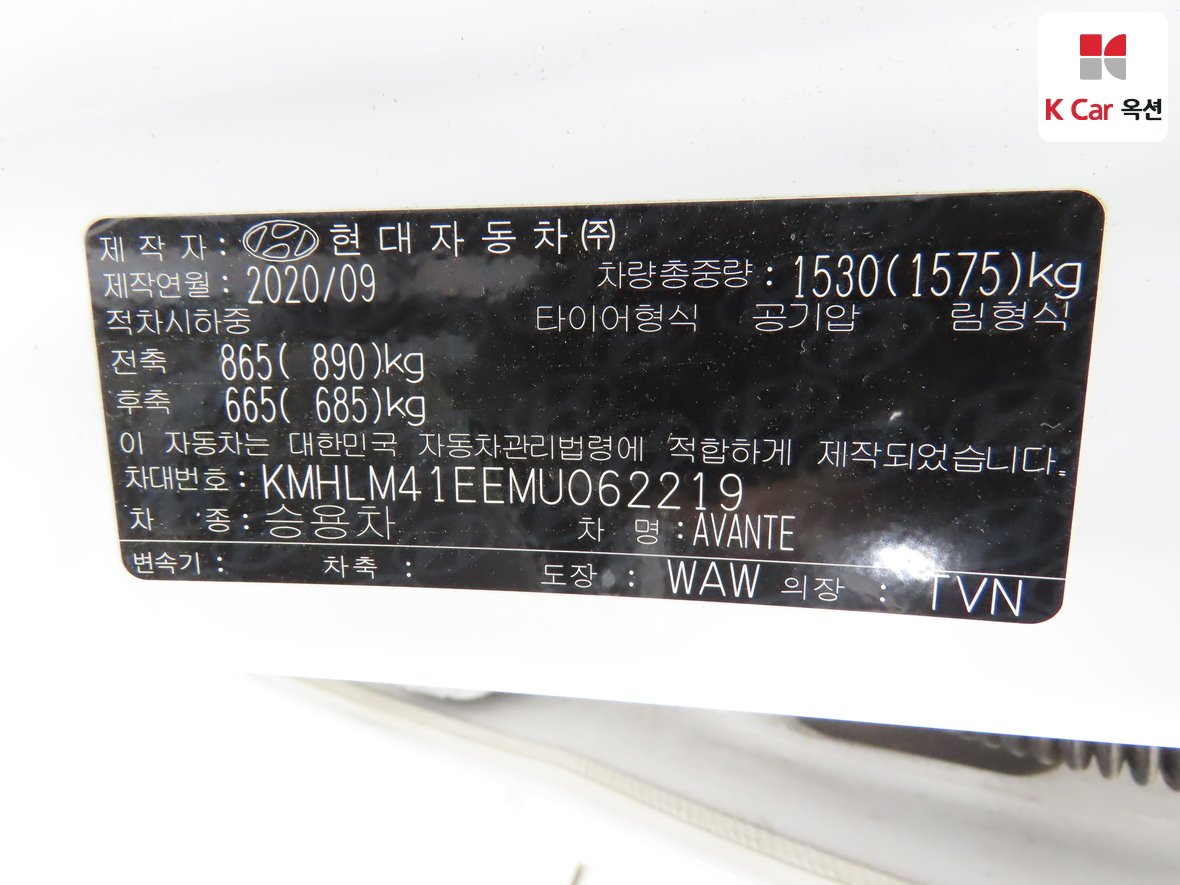 K Car 옥션
제 작 자 : 현 대 자 동 차 ㈜
제작연월 : 2020/09 차량총중량 : 1530(1575)kg
적차시하중 타이어형식 공기압 림형식
전축 865( 890)kg
후축 665( 685)kg
이 자동차는 대한민국 자동차관리법령에 적합하게 제작되었습니다.
차대번호 : KMHLM41EEMU062219
차 종 : 승용차 차 명 : AVANTE
변속기 : 차축 : 도장 : WAW 의장 : TVN